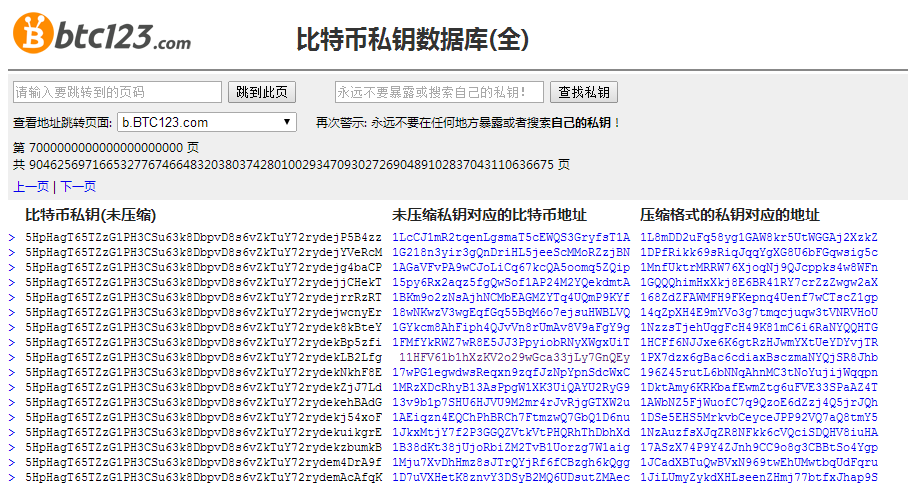 btc123.com
比特币私钥数据库(全)
请输入要跳转到的页码 跳到此页 永远不要暴露或搜索自己的私钥! 查找私钥
查看地址跳转页面: b.BTC123.com 再次警示: 永远不要在任何地方暴露或者搜索自己的私钥！
第 7000000000000000000000 页
共 904625697166532776746648320380374280100293470930272690489102837043110636675 页
上一页 | 下一页
比特币私钥(未压缩) 未压缩私钥对应的比特币地址 压缩格式的私钥对应的地址
> 5HpHagT65TZzG1PH3CSu63k8DbpvD8s6vZkTuY72rydejP5B4zz 1LcCJ1mR2tqenLgsmaT5cEWQS3GryfsT1A 1L8mDD2uFq58yg1GAW8kr5UtWGGAj2XzkZ
> 5HpHagT65TZzG1PH3CSu63k8DbpvD8s6vZkTuY72rydejYVeRcM 1G218n3yir3gQnDriHL5jeeScMMoRZzjBN 1DPfRikk69sRiqJqqYgXG8U6bFGqwsig5c
> 5HpHagT65TZzG1PH3CSu63k8DbpvD8s6vZkTuY72rydejg4baCP 1AGaVFvPA9wCJoLiCq67kcQA5oomq5ZQip 1MnfUktrMRRW76XjoqNj9QJcppks4w8WFn
> 5HpHagT65TZzG1PH3CSu63k8DbpvD8s6vZkTuY72rydejjCHekT 15py6Rx2aqz5fgQwSof1AP24M2YQekdmtA 1GQQQhimHxXkj8E6BR41RY7crZzZwgw2aX
> 5HpHagT65TZzG1PH3CSu63k8DbpvD8s6vZkTuY72rydejrrRzRT 1BKm9o2zNsAjhNCMbEAGMZYTq4UQmP9KYf 168ZdZFAWMFH9FKepnq4Uenf7wCTscZ1gp
> 5HpHagT65TZzG1PH3CSu63k8DbpvD8s6vZkTuY72rydejwcnyEr 18wNKwzV3wgEqfGq55BqM6o7ejsuHWBLVQ 14qZpXH4E9mYVo3g7tmqcjuqw3tVNRVHoU
> 5HpHagT65TZzG1PH3CSu63k8DbpvD8s6vZkTuY72rydek8kBteY 1GYkcm8AhFiph4QJvVn8rUmAv8V9aFgY9g 1NzzsTjehUqgFcH49K81mC6i6RaNYQQHTG
> 5HpHagT65TZzG1PH3CSu63k8DbpvD8s6vZkTuY72rydekBp5zfi 1FMfYkRWZ7wR8E5JJ3PpyiobRNyXWgxUiT 1HCFf6NJJxe6K6gtRzHJwmYXtUeYDYvCTj
> 5HpHagT65TZzG1PH3CSu63k8DbpvD8s6vZkTuY72rydekLB2Lfg 11HFV61b1hXzKV2o29wGca33jLy7GnQEy 1PX7dzx6gBac6cdiaxBsczmaNYQjSR8Jhb
> 5HpHagT65TZzG1PH3CSu63k8DbpvD8s6vZkTuY72rydekNkhF8E 17wPG1egwdwsReqxn9zqfJzNpYpnSdcWxC 196Z45rutL6bNNqAhnMC3tNoYujijWqqpn
> 5HpHagT65TZzG1PH3CSu63k8DbpvD8s6vZkTuY72rydekZjJ7Ld 1MRzXDcRhyB13AsPpgW1XK3UiQAYU2RyG9 1DktAmy6KRKbafEwmZtg6uFVE33SPaAZ4T
> 5HpHagT65TZzG1PH3CSu63k8DbpvD8s6vZkTuY72rydekehBAdG 13v9b1p7SHU6HJVU9M2mr4rJvRjgGTXW2u 1AWbNZ5FjWuofC7q9QzoE6dZzj4Q5jrJQh
> 5HpHagT65TZzG1PH3CSu63k8DbpvD8s6vZkTuY72rydekj54xoF 1AEiqzn4EQChPhBRCh7FtmzwQ7GbQ1D6nu 1DSe5EHS5MrkvbCeyceJPP92VQ7aQ8tmY5
> 5HpHagT65TZzG1PH3CSu63k8DbpvD8s6vZkTuY72rydekuikgrE 1JkxMtjY7f2P3GGQZVtkVtPHQRhThDbhXd 1NzAuzfsXJqZR8NFkk6cVQciSDQHV8iuHA
> 5HpHagT65TZzG1PH3CSu63k8DbpvD8s6vZkTuY72rydekzbumkB 1B38dKt38jUjoRbiZM2TvB1Uorzg7W1aig 17ASzX74P9Y4ZJnh9CC9o8g3CBBtSo4Ygp
> 5HpHagT65TZzG1PH3CSu63k8DbpvD8s6vZkTuY72rydem4DrA9f 1Mju7XvDhHmz8sJTrQYjRf6fCBzgh6kQgg 1JCadXBTuQwBVxN969twEhUMwtbqUdFqru
> 5HpHagT65TZzG1PH3CSu63k8DbpvD8s6vZkTuY72rydemAcAfqK 1D7uVXHetK8znvY3DSyB2MQ6UDsutZMAec 1JiLUmyZykdXHLseenZHmj77btfxJhap9S